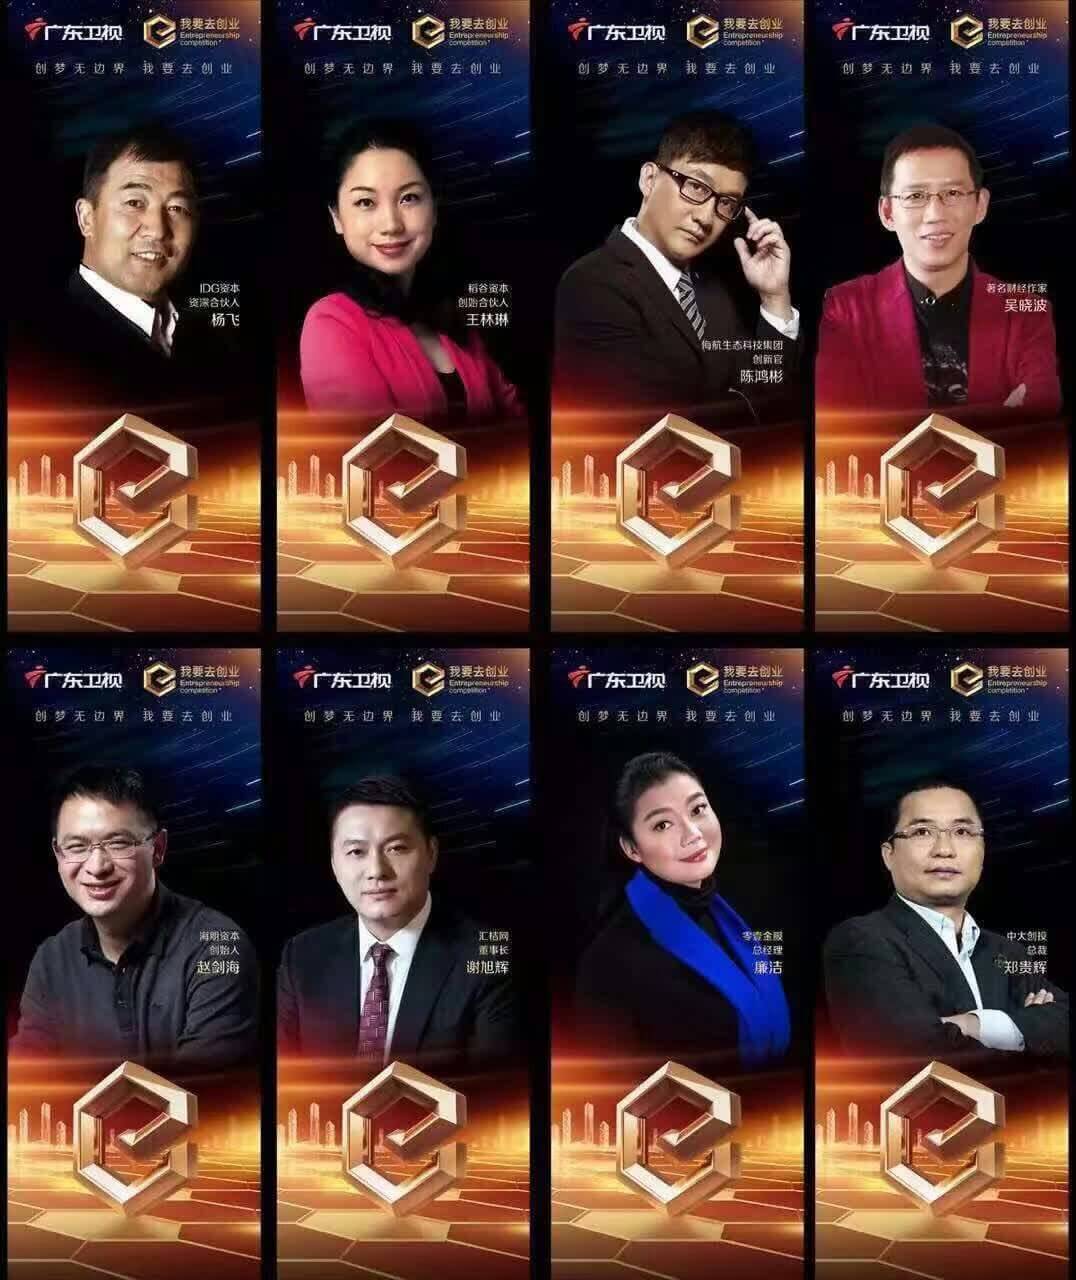 广东卫视
我要去创业
Entrepreneurship
competition
创梦无边界 我要去创业
IDG资本
资深合伙人
杨飞
广东卫视
我要去创业
Entrepreneurship
competition
创梦无边界 我要去创业
稻谷资本
创始合伙人
王林琳
广东卫视
我要去创业
Entrepreneurship
competition
创梦无边界 我要去创业
海航生态科技集团
创新官
陈鸿彬
广东卫视
我要去创业
Entrepreneurship
competition
创梦无边界 我要去创业
著名财经作家
吴晓波
广东卫视
我要去创业
Entrepreneurship
competition
创梦无边界 我要去创业
海朋资本
创始人
赵剑海
广东卫视
我要去创业
Entrepreneurship
competition
创梦无边界 我要去创业
汇桔网
董事长
谢旭辉
广东卫视
我要去创业
Entrepreneurship
competition
创梦无边界 我要去创业
零壹金服
总经理
廉洁
广东卫视
我要去创业
Entrepreneurship
competition
创梦无边界 我要去创业
中大创投
总裁
郑贵辉